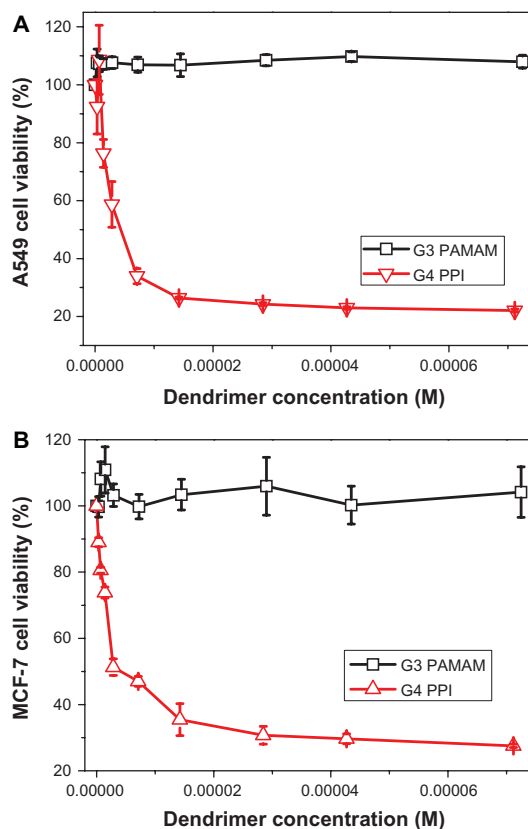 A
120
100
80
60
40
20
A549 cell viability (%)
G3 PAMAM
G4 PPI
0.00000
0.00002
0.00004
0.00006
Dendrimer concentration (M)
B
120
100
80
60
40
20
MCF-7 cell viability (%)
G3 PAMAM
G4 PPI
0.00000
0.00002
0.00004
0.00006
Dendrimer concentration (M)